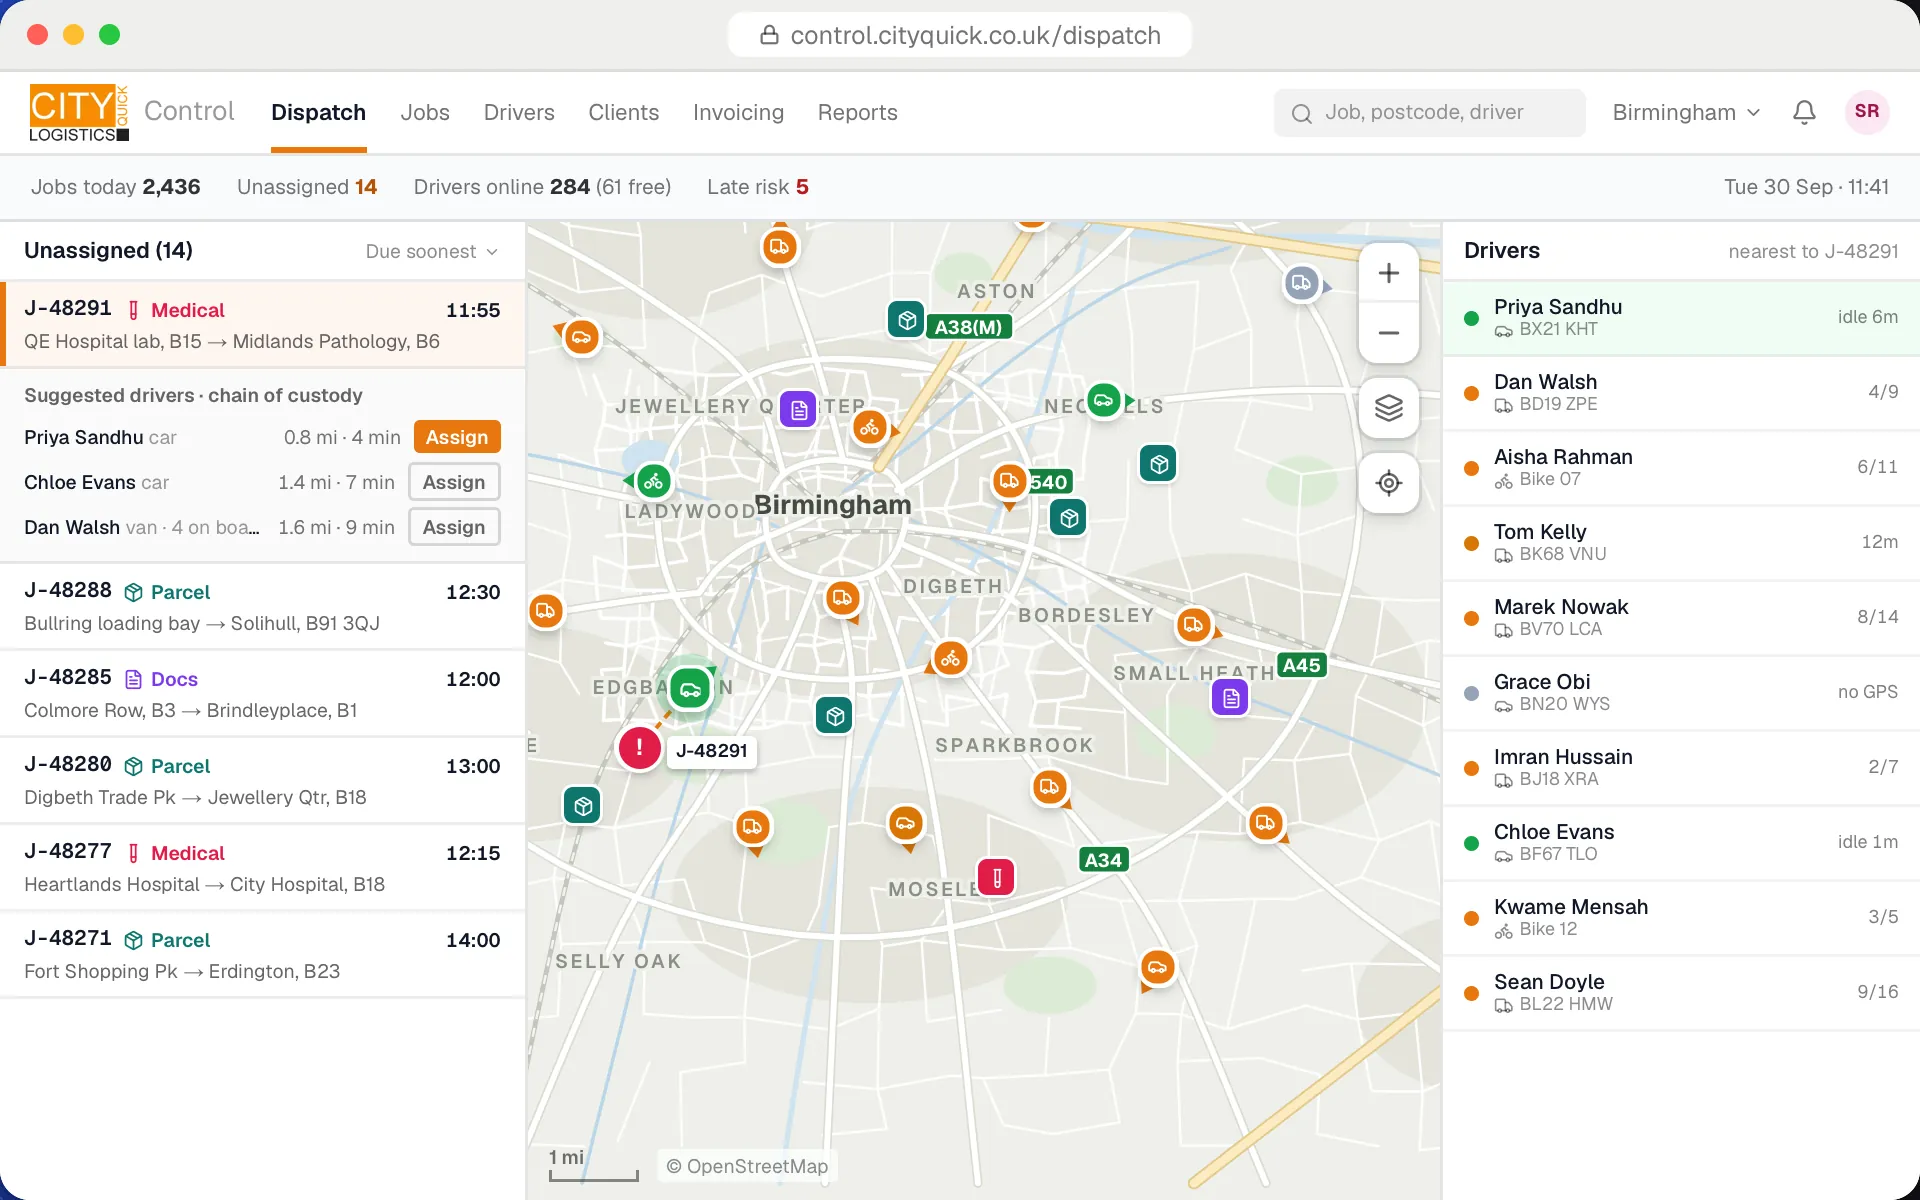 control.cityquick.co.uk/dispatch
CITY QUICK LOGISTICS
Control
Dispatch
Jobs
Drivers
Clients
Invoicing
Reports
Job, postcode, driver
Birmingham
SR
Jobs today 2,436
Unassigned 14
Drivers online 284 (61 free)
Late risk 5
Tue 30 Sep · 11:41
Unassigned (14)
Due soonest
J-48291 Medical 11:55
QE Hospital lab, B15 → Midlands Pathology, B6
Suggested drivers · chain of custody
Priya Sandhu car 0.8 mi · 4 min Assign
Chloe Evans car 1.4 mi · 7 min Assign
Dan Walsh van · 4 on boa… 1.6 mi · 9 min Assign
J-48288 Parcel 12:30
Bullring loading bay → Solihull, B91 3QJ
J-48285 Docs 12:00
Colmore Row, B3 → Brindleyplace, B1
J-48280 Parcel 13:00
Digbeth Trade Pk → Jewellery Qtr, B18
J-48277 Medical 12:15
Heartlands Hospital → City Hospital, B18
J-48271 Parcel 14:00
Fort Shopping Pk → Erdington, B23
ASTON
A38(M)
JEWELLERY Q TER
NEC LLS
540
LADYWOOD
Birmingham
DIGBETH
BORDESLEY
SMALL HEATH
A45
EDGBA N
!
J-48291
E
SPARKBROOK
A34
MOSELE
SELLY OAK
1 mi
© OpenStreetMap
Drivers
nearest to J-48291
Priya Sandhu
BX21 KHT
idle 6m
Dan Walsh
BD19 ZPE
4/9
Aisha Rahman
Bike 07
6/11
Tom Kelly
BK68 VNU
12m
Marek Nowak
BV70 LCA
8/14
Grace Obi
BN20 WYS
no GPS
Imran Hussain
BJ18 XRA
2/7
Chloe Evans
BF67 TLO
idle 1m
Kwame Mensah
Bike 12
3/5
Sean Doyle
BL22 HMW
9/16